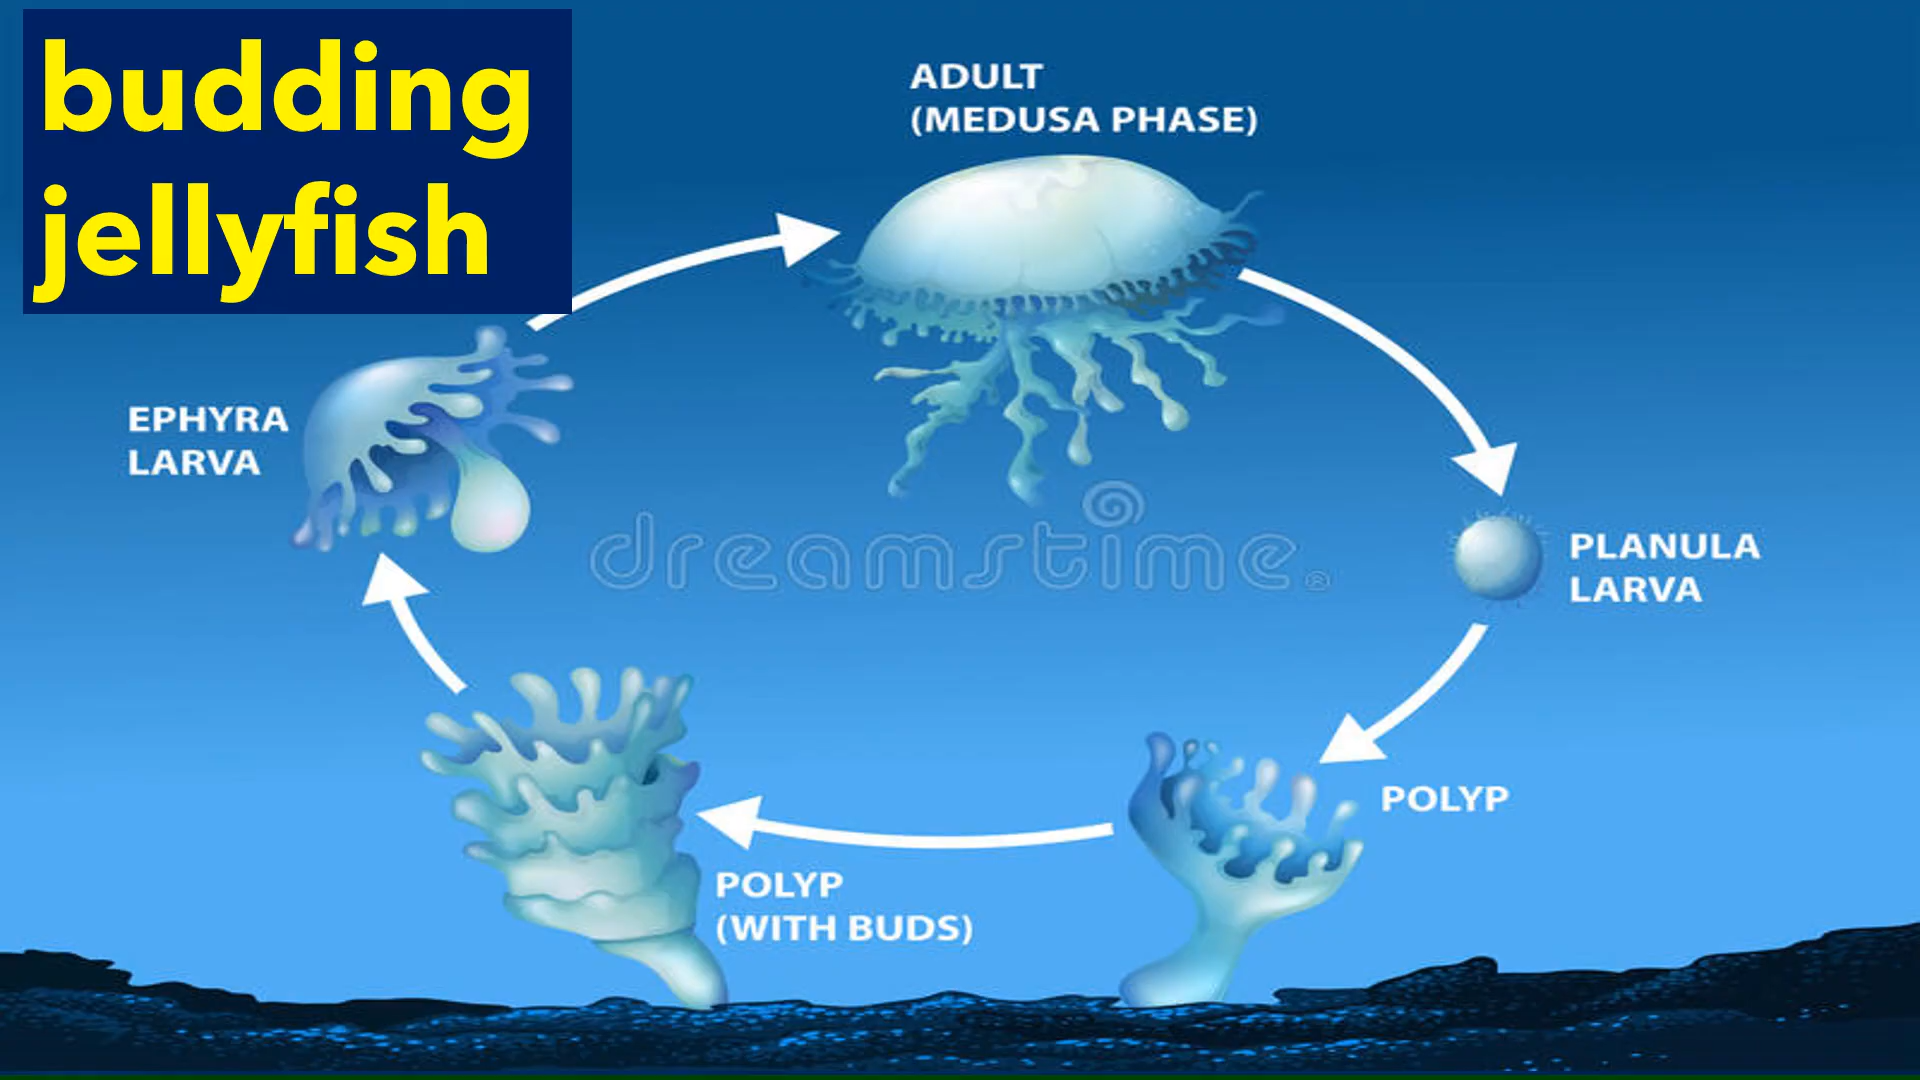 budding
jellyfish
ADULT
(MEDUSA PHASE)
EPHYRA
LARVA
dreamstime®
PLANULA
LARVA
POLYP
POLYP
(WITH BUDS)